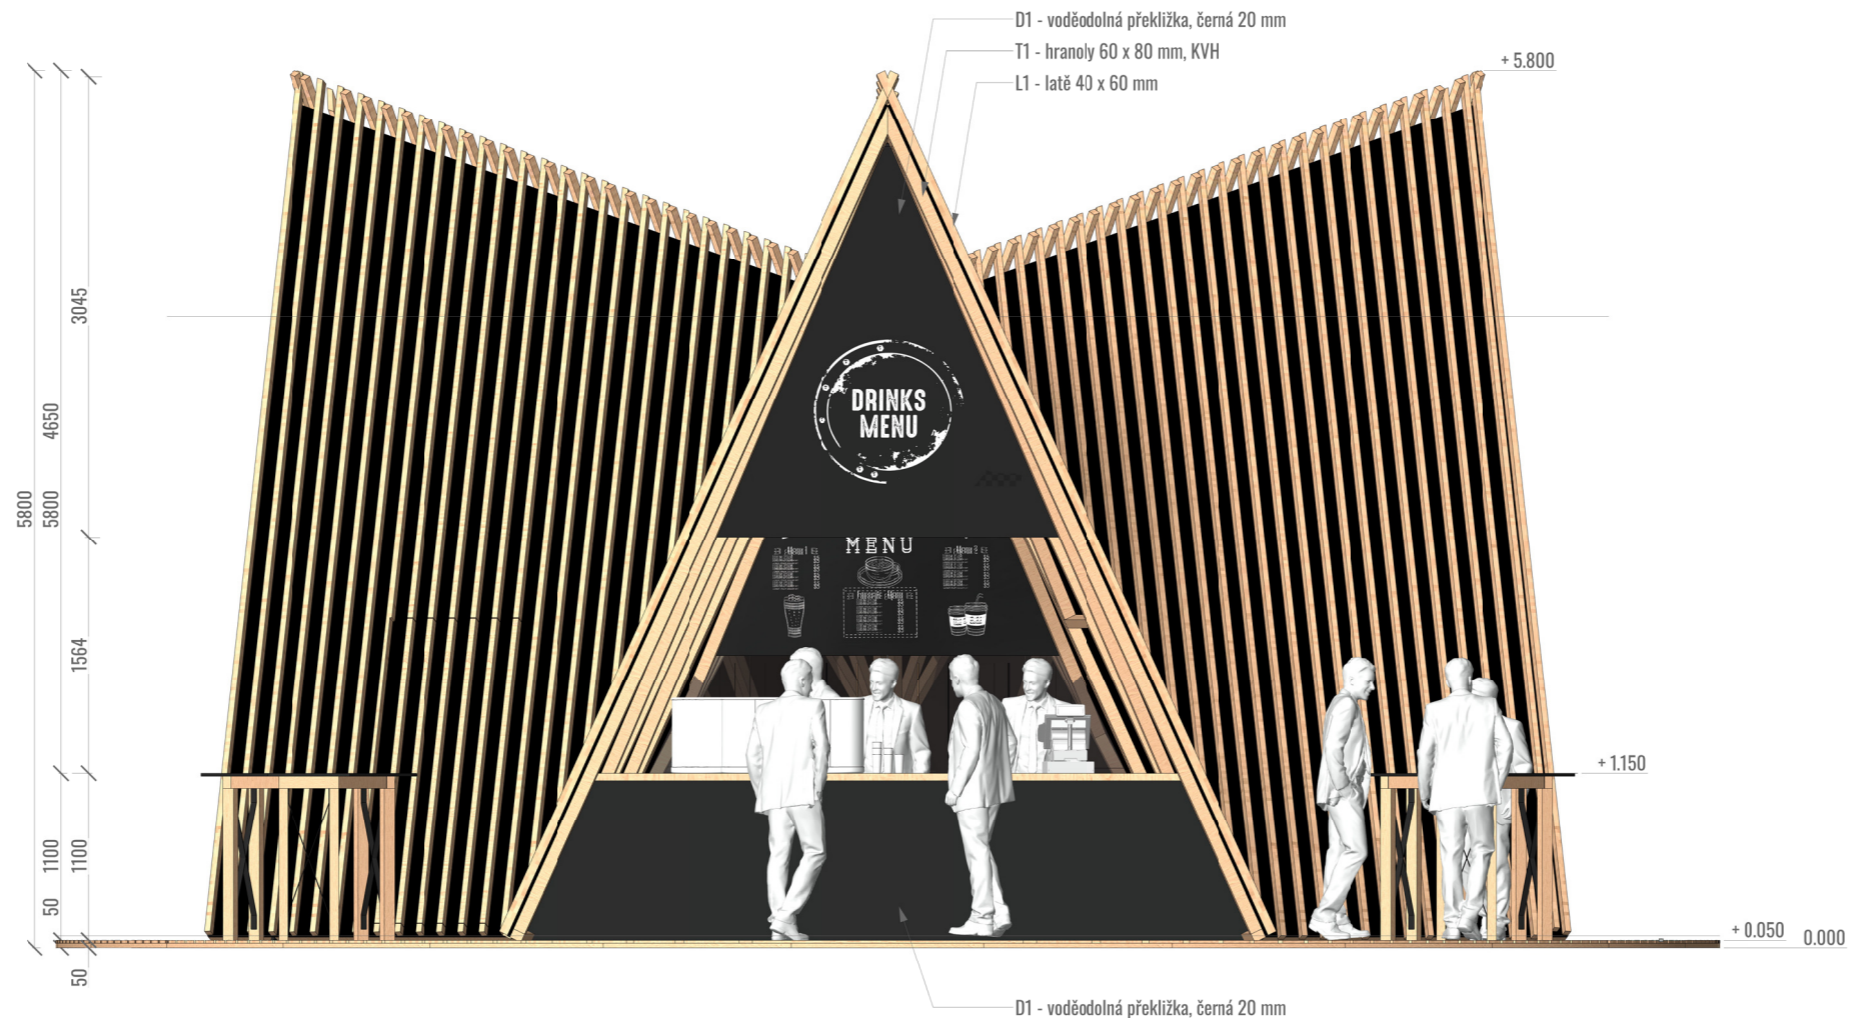 D1 - voděodolná překližka, černá 20 mm
T1 - hranoly 60 x 80 mm, KVH
L1 - latě 40 x 60 mm
+ 5.800
3045
4650
5800
5800
1564
1100
1100
50
50
DRINKS
MENU
MENU
+ 1.150
+ 0.050
0.000
D1 - voděodolná překližka, černá 20 mm